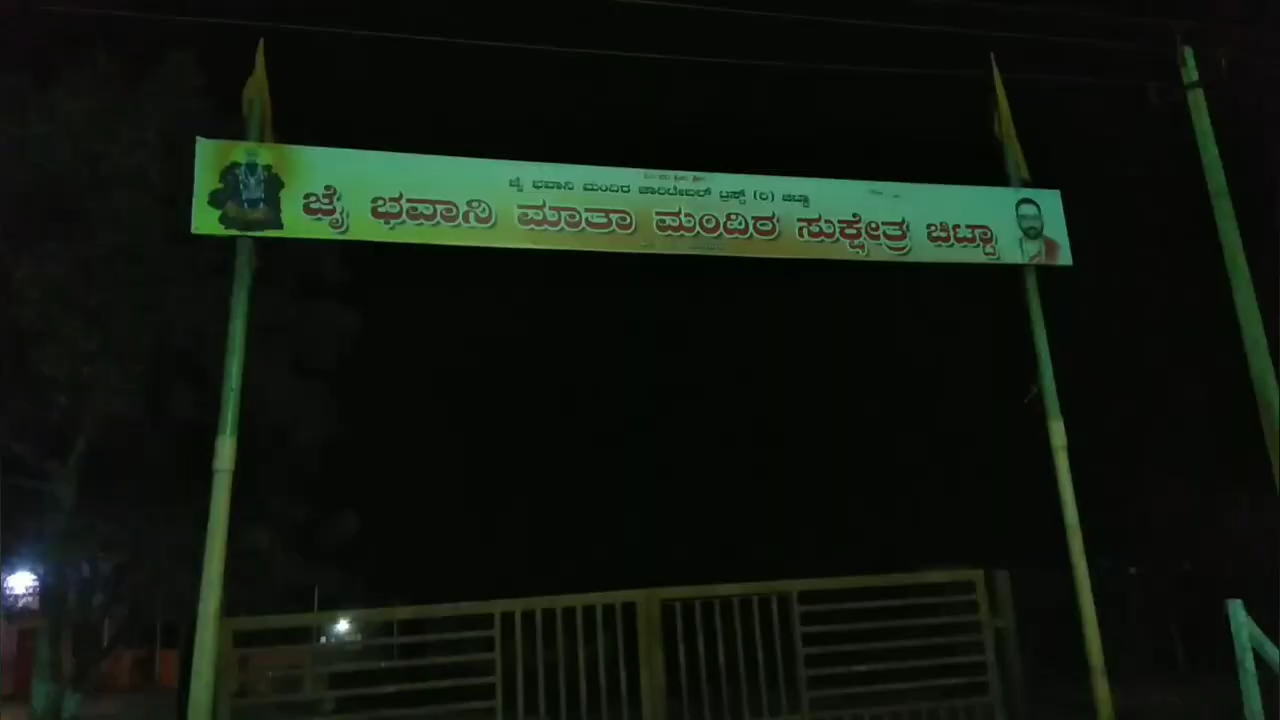 ಜೈ ಭವಾನಿ ಮಂದಿರ ಚಾರಿಟೇಬಲ್ ಟ್ರಸ್ಟ್ (ರಿ) ಚಿಟ್ಟಾ
ಜೈ ಭವಾನಿ ಮಾತಾ ಮಂದಿರ ಸುಕ್ಷೇತ್ರ ಚಿಟ್ಟಾ